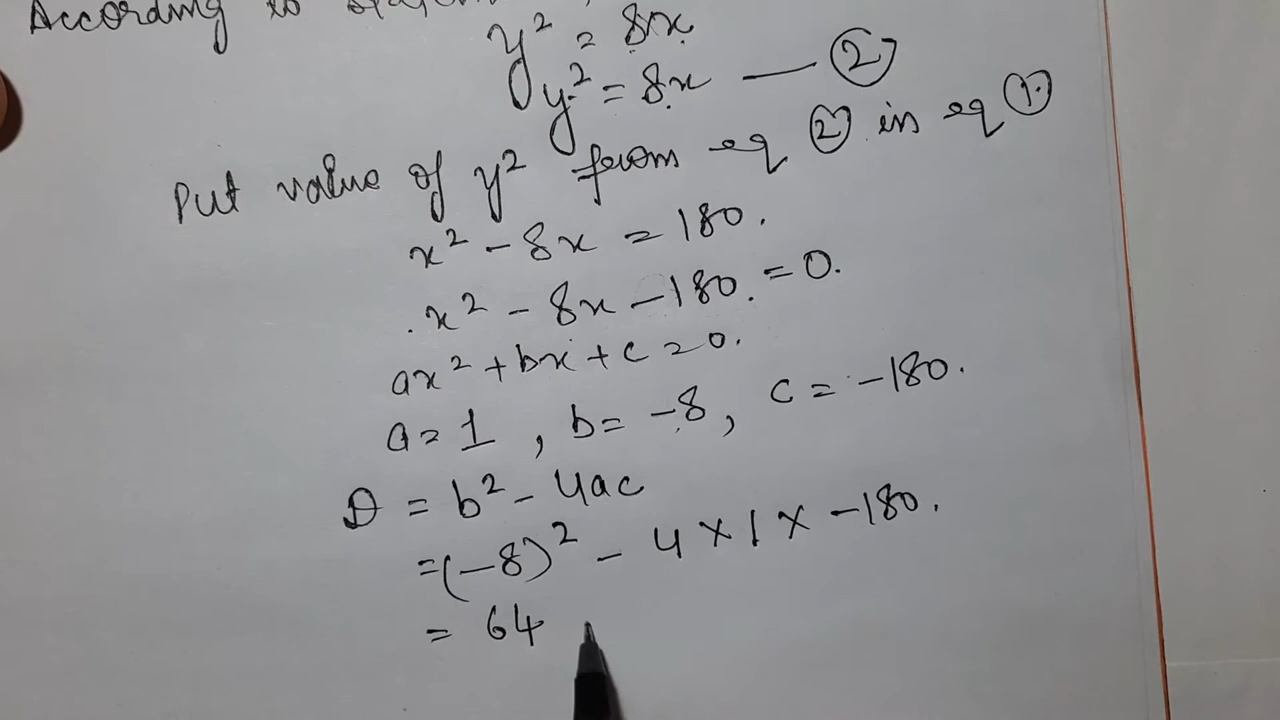 According to
y² = 8x
y² = 8x — ②
Put value of y² from eq ② in eq ①
x² - 8x = 180.
x² - 8x - 180 = 0.
ax² + bx + c = 0.
a = 1, b = -8, c = -180.
D = b² - 4ac
= (-8)² - 4 × 1 × -180.
= 64